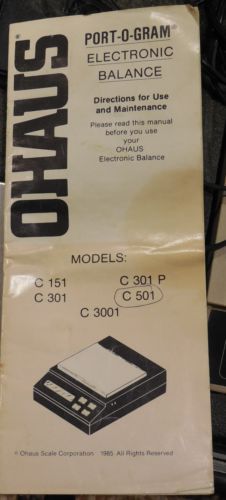 OHAUS®
PORT-O-GRAM®
ELECTRONIC
BALANCE
Directions for Use
and Maintenance
Please read this manual
before you use
your
OHAUS
Electronic Balance
MODELS:
C 151 C 301 P
C 301 C 501
C 3001
© Ohaus Scale Corporation 1985 All Rights Reserved